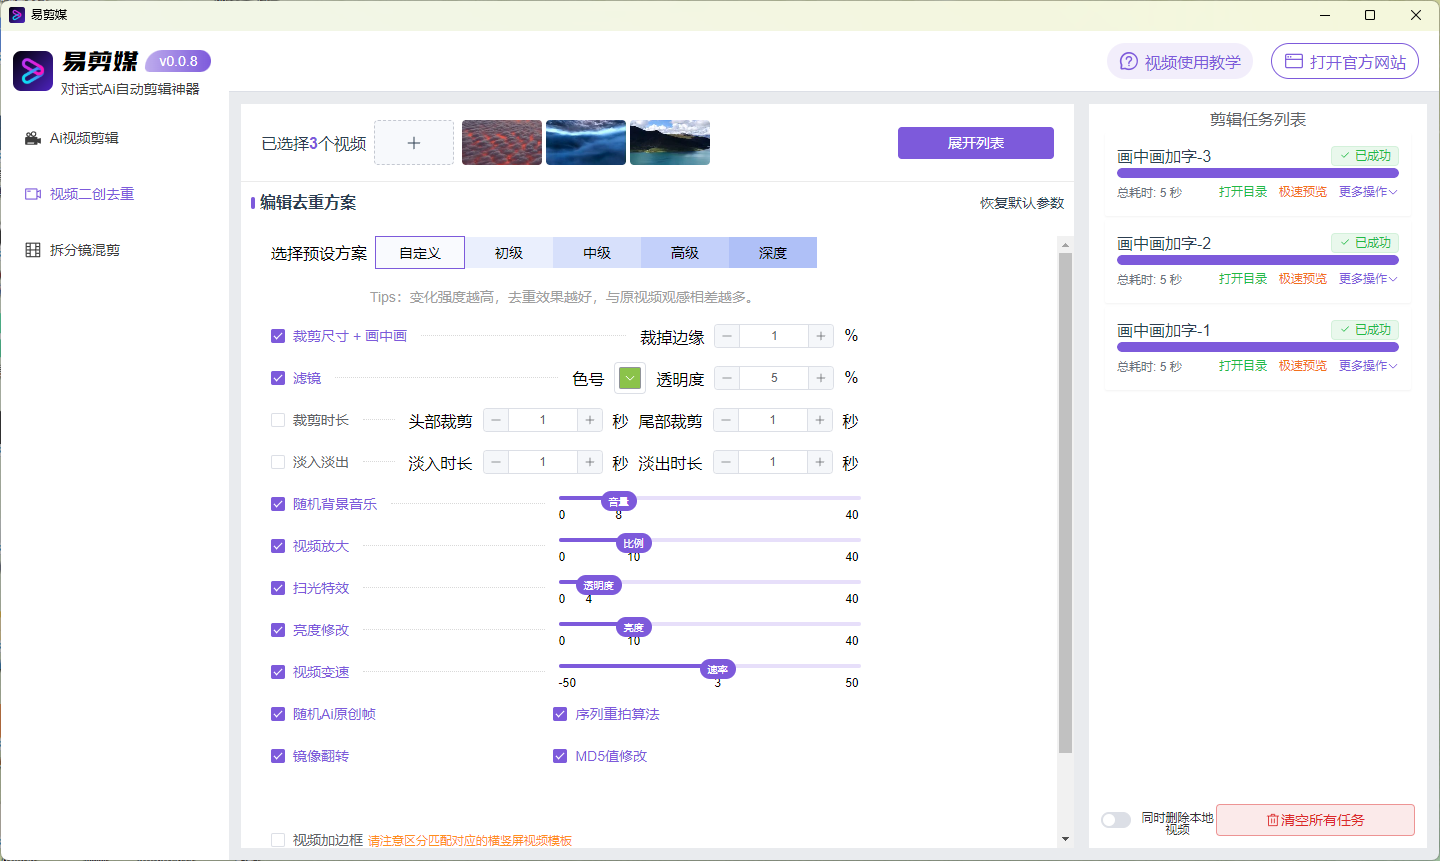 易剪媒
易剪媒 v0.0.8
对话式Ai自动剪辑神器
视频使用教学
打开官方网站
Ai视频剪辑
视频二创去重
拆分镜混剪
已选择3个视频
展开列表
编辑去重方案
恢复默认参数
选择预设方案 自定义 初级 中级 高级 深度
Tips：变化强度越高，去重效果越好，与原视频观感相差越多。
裁剪尺寸 + 画中画 裁掉边缘 1 %
滤镜 色号 透明度 5 %
裁剪时长 头部裁剪 1 秒 尾部裁剪 1 秒
淡入淡出 淡入时长 1 秒 淡出时长 1 秒
随机背景音乐 音量
0 8 40
视频放大 比例
0 10 40
扫光特效 透明度
0 4 40
亮度修改 亮度
0 10 40
视频变速 速率
-50 3 50
随机Ai原创帧 序列重拍算法
镜像翻转 MD5值修改
视频加边框 请注意区分匹配对应的横竖屏视频模板
剪辑任务列表
画中画加字-3 已成功
总耗时: 5 秒 打开目录 极速预览 更多操作
画中画加字-2 已成功
总耗时: 5 秒 打开目录 极速预览 更多操作
画中画加字-1 已成功
总耗时: 5 秒 打开目录 极速预览 更多操作
同时删除本地
视频
清空所有任务